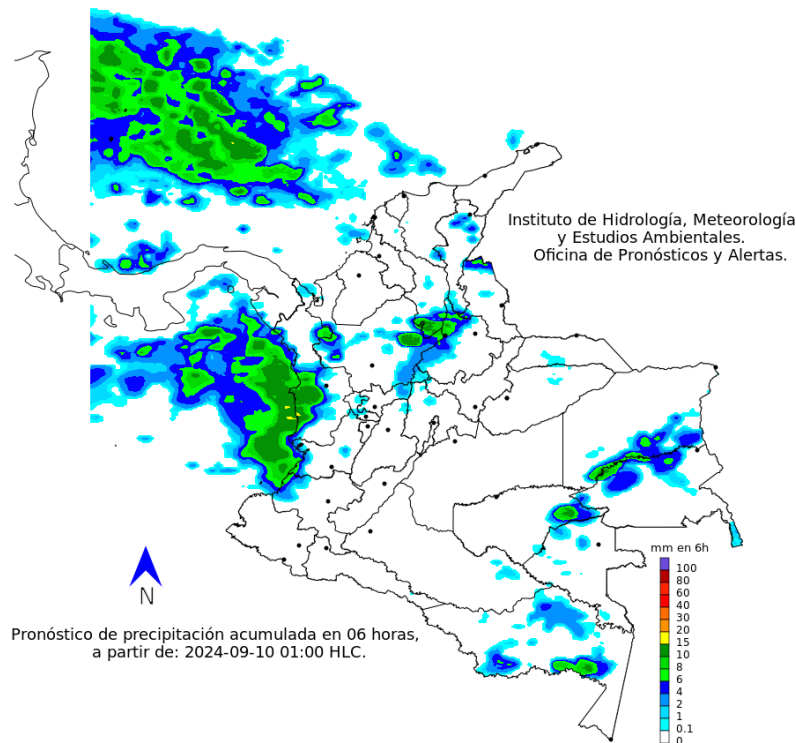 Instituto de Hidrología, Meteorología
y Estudios Ambientales.
Oficina de Pronósticos y Alertas.
N
Pronóstico de precipitación acumulada en 06 horas,
a partir de: 2024-09-10 01:00 HLC.
mm en 6h
100
80
60
40
30
20
15
10
8
6
4
2
1
0.1
0